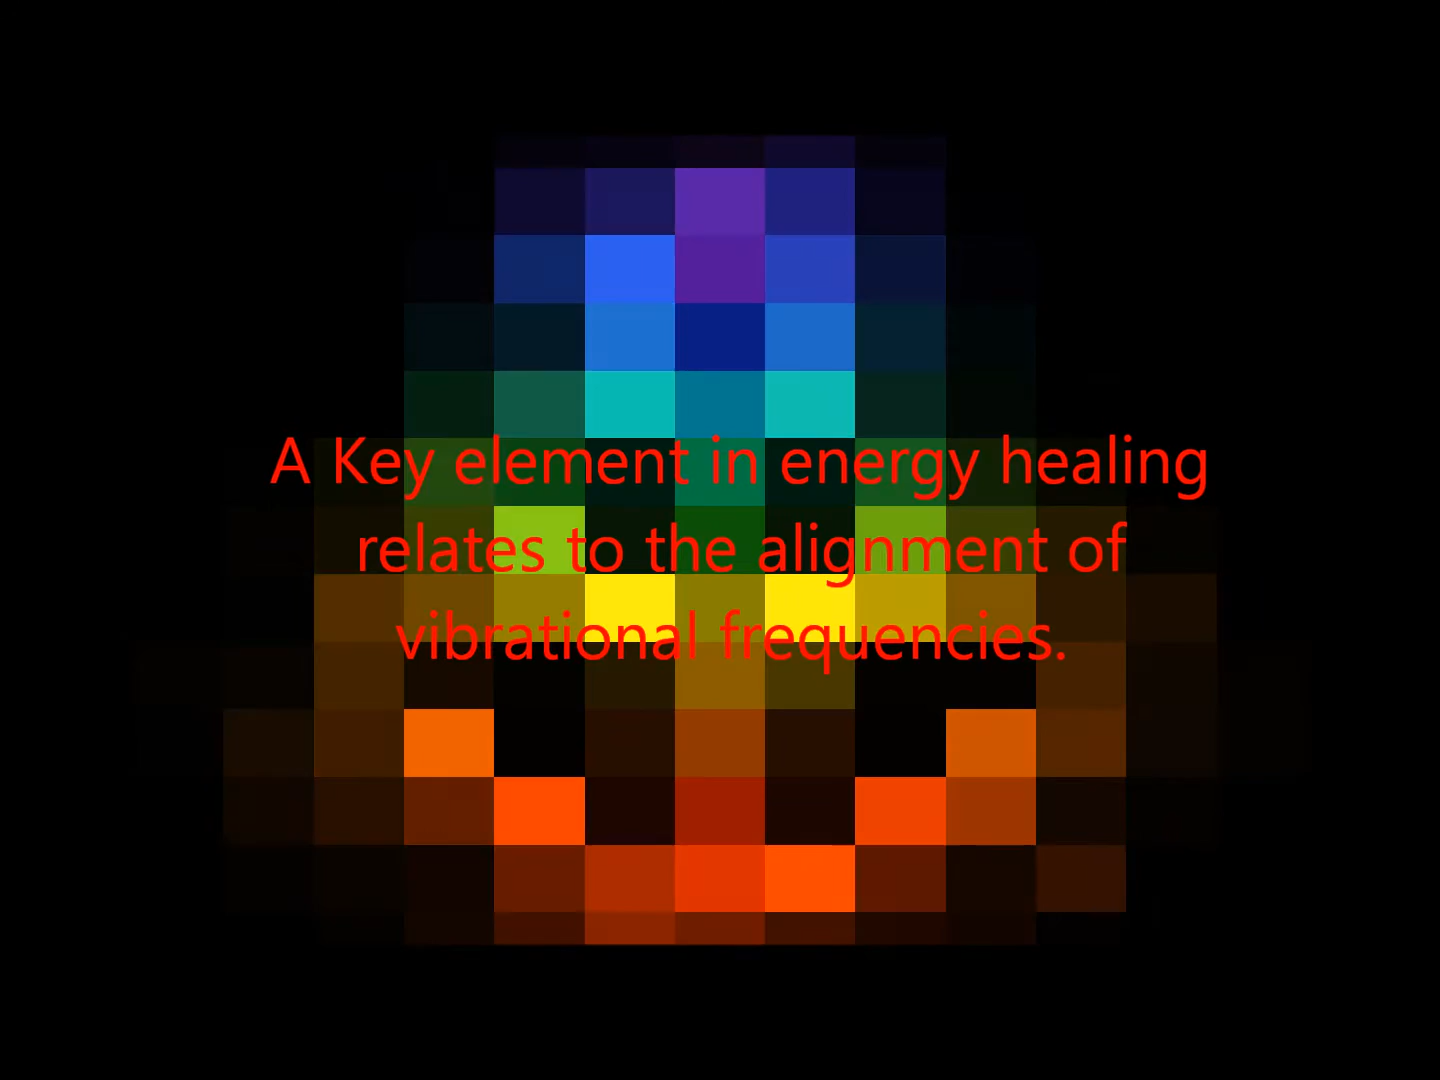 A Key element in energy healing
relates to the alignment of
vibrational frequencies.